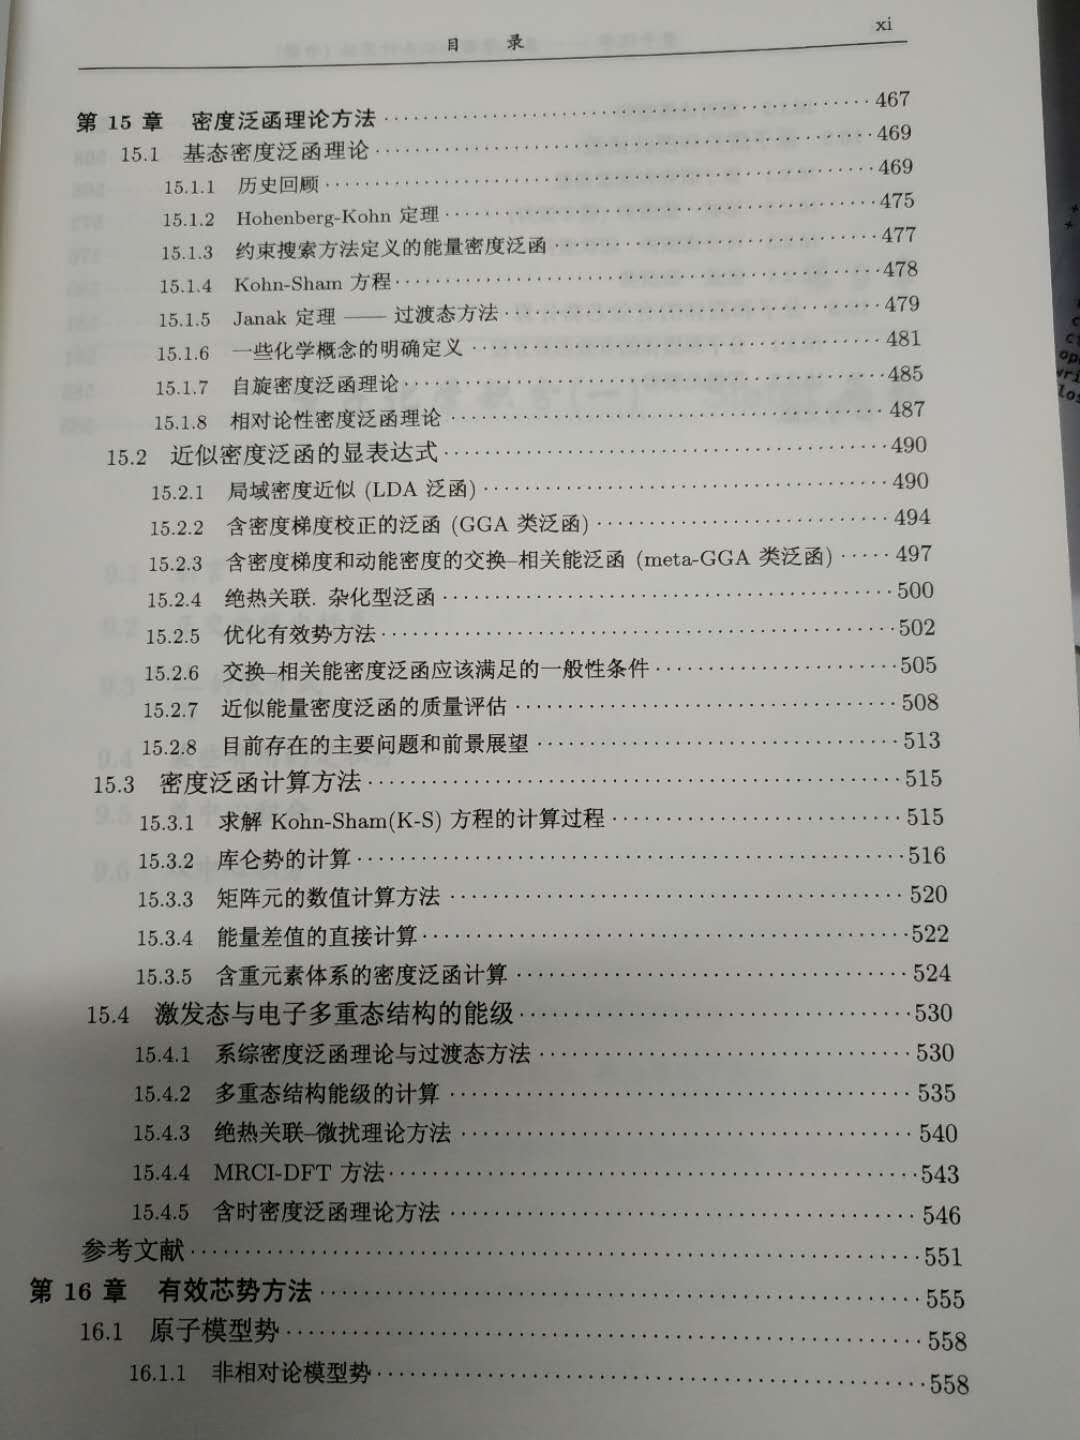 目 录 xi
第 15 章 密度泛函理论方法 467
15.1 基态密度泛函理论 469
15.1.1 历史回顾 469
15.1.2 Hohenberg-Kohn 定理 475
15.1.3 约束搜索方法定义的能量密度泛函 477
15.1.4 Kohn-Sham 方程 478
15.1.5 Janak 定理 —— 过渡态方法 479
15.1.6 一些化学概念的明确定义 481
15.1.7 自旋密度泛函理论 485
15.1.8 相对论性密度泛函理论 487
15.2 近似密度泛函的显表达式 490
15.2.1 局域密度近似 (LDA 泛函) 490
15.2.2 含密度梯度校正的泛函 (GGA 类泛函) 494
15.2.3 含密度梯度和动能密度的交换–相关能泛函 (meta-GGA 类泛函) 497
15.2.4 绝热关联. 杂化型泛函 500
15.2.5 优化有效势方法 502
15.2.6 交换–相关能密度泛函应该满足的一般性条件 505
15.2.7 近似能量密度泛函的质量评估 508
15.2.8 目前存在的主要问题和前景展望 513
15.3 密度泛函计算方法 515
15.3.1 求解 Kohn-Sham(K-S) 方程的计算过程 515
15.3.2 库仑势的计算 516
15.3.3 矩阵元的数值计算方法 520
15.3.4 能量差值的直接计算 522
15.3.5 含重元素体系的密度泛函计算 524
15.4 激发态与电子多重态结构的能级 530
15.4.1 系综密度泛函理论与过渡态方法 530
15.4.2 多重态结构能级的计算 535
15.4.3 绝热关联–微扰理论方法 540
15.4.4 MRCI-DFT 方法 543
15.4.5 含时密度泛函理论方法 546
参考文献 551
第 16 章 有效芯势方法 555
16.1 原子模型势 558
16.1.1 非相对论模型势 558